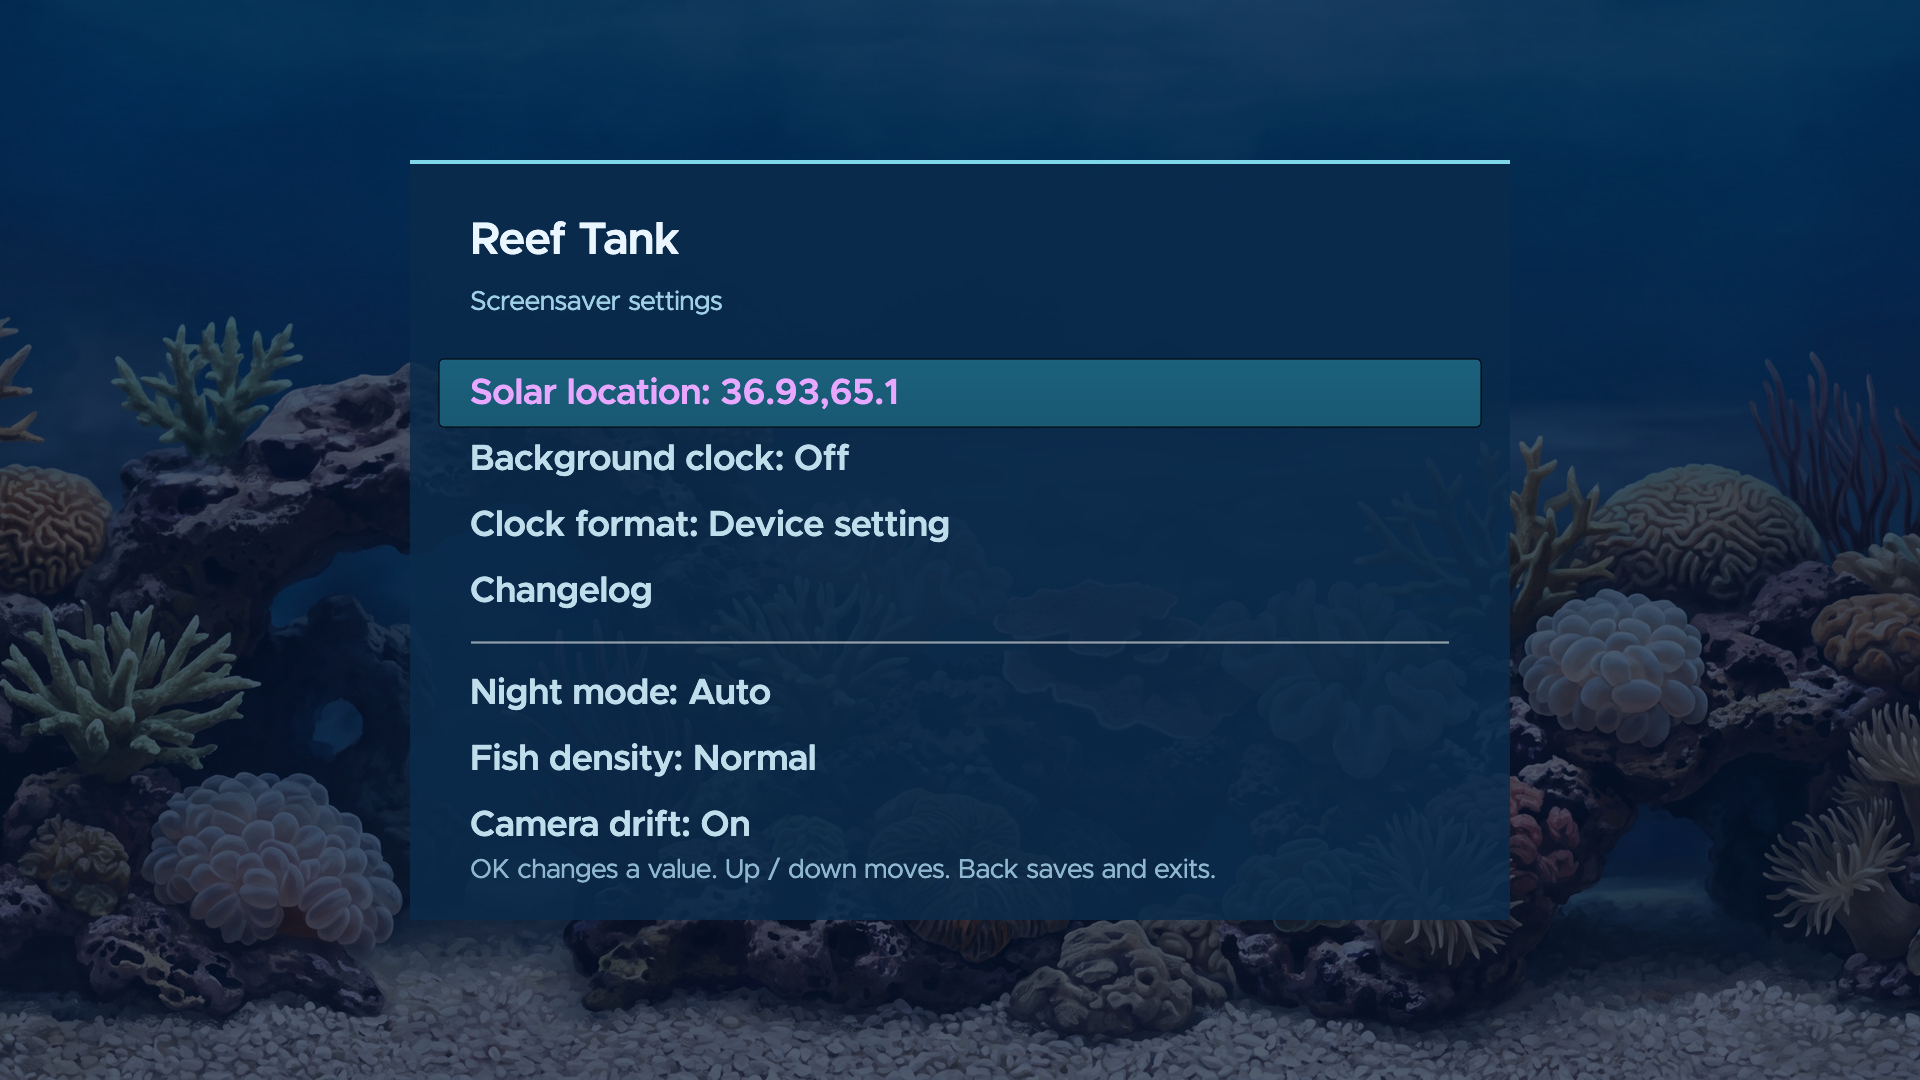 Reef Tank
Screensaver settings
Solar location: 36.93,65.1
Background clock: Off
Clock format: Device setting
Changelog
Night mode: Auto
Fish density: Normal
Camera drift: On
OK changes a value. Up / down moves. Back saves and exits.